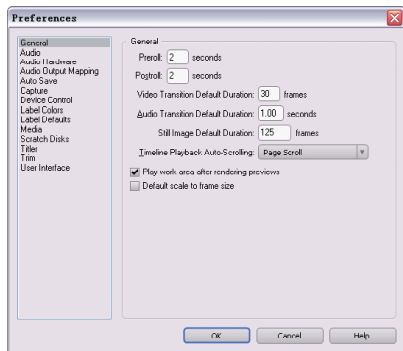 Preferences
General
Audio
Audio Hardware
Audio Output Mapping
Auto Save
Capture
Device Control
Label Colors
Label Defaults
Media
Scratch Disks
Titler
Trim
User Interface
General
Preroll: 2 seconds
Postroll: 2 seconds
Video Transition Default Duration: 30 frames
Audio Transition Default Duration: 1.00 seconds
Still Image Default Duration: 125 frames
Timeline Playback Auto-Scrolling: Page Scroll
Play work area after rendering previews
Default scale to frame size
OK Cancel Help